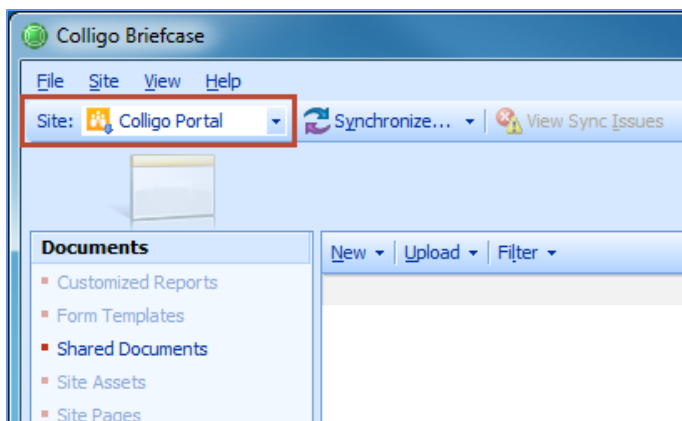 Colligo Briefcase
File Site View Help
Site: Colligo Portal Synchronize... View Sync Issues
Documents
New Upload Filter
Customized Reports
Form Templates
Shared Documents
Site Assets
Site Pages